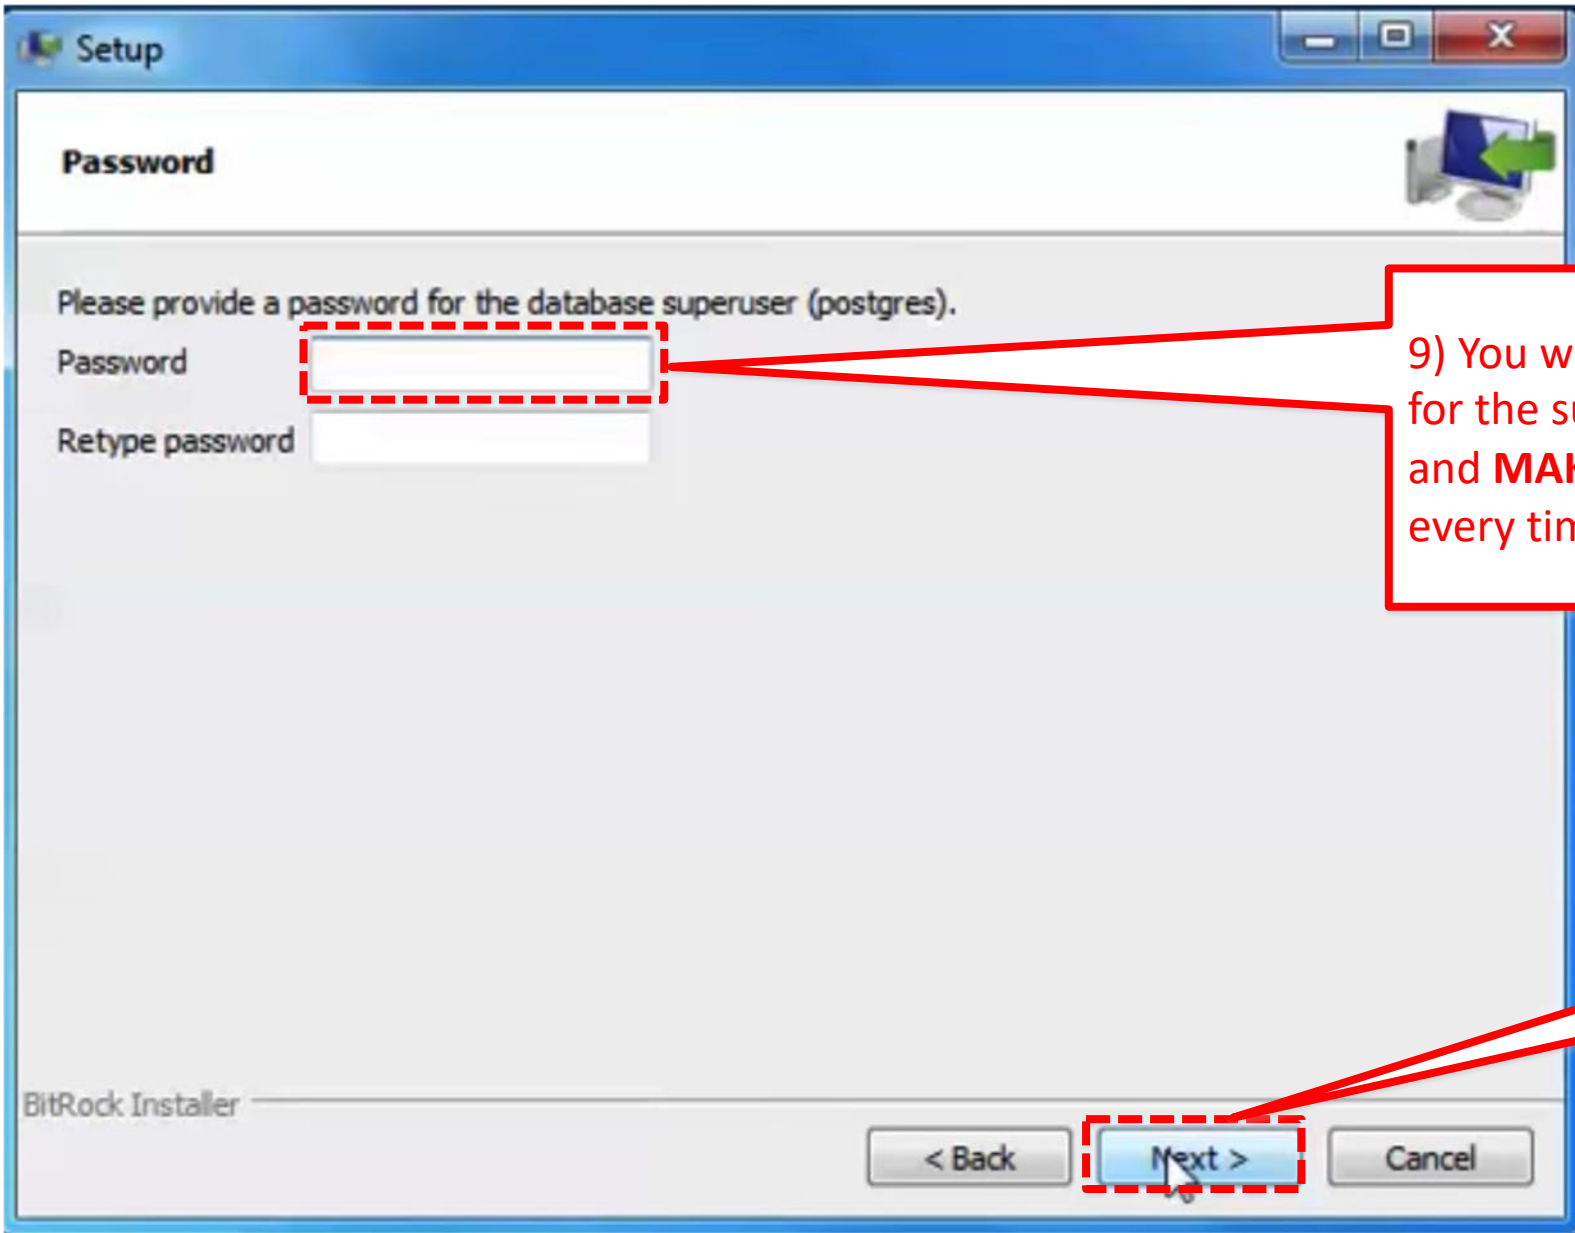 Setup
Password
Please provide a password for the database superuser (postgres).
Password
Retype password
9) You w
for the su
and MAK
every tim
BitRock Installer
< Back
Next >
Cancel